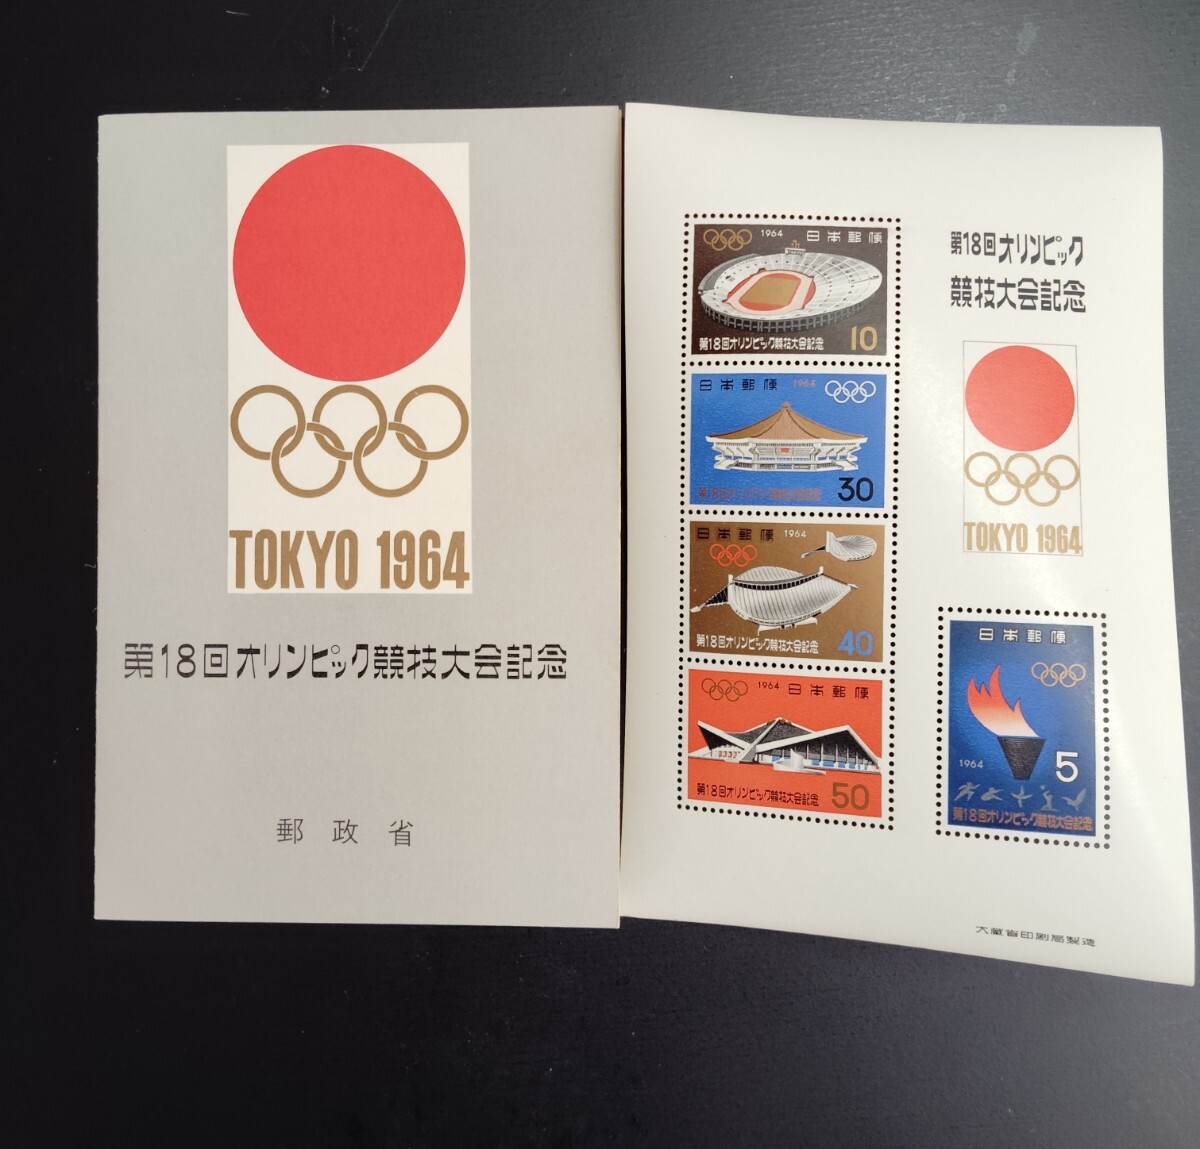 TOKYO 1964
第18回オリンピック競技大会記念
郵政省
第18回オリンピック
競技大会記念
TOKYO 1964
1964 日本郵便
第18回オリンピック競技大会記念 10
日本郵便 1964
第18回オリンピック競技大会記念 30
日本郵便 1964
第18回オリンピック競技大会記念 40
1964 日本郵便
第18回オリンピック競技大会記念 50
日本郵便
1964 5
第18回オリンピック競技大会記念
大蔵省印刷局製造